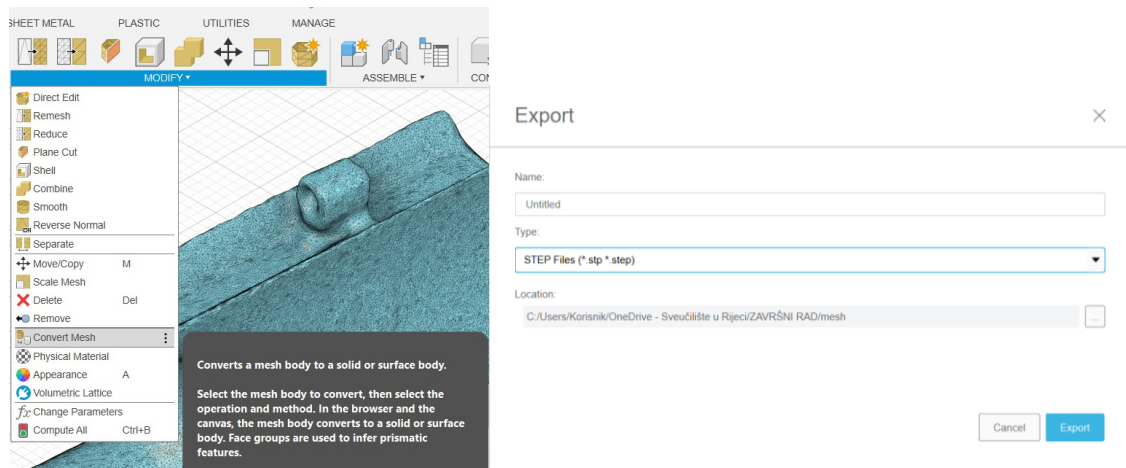 SHEET METAL PLASTIC UTILITIES MANAGE
MODIFY ▾ ASSEMBLE ▾
Direct Edit
Remesh
Reduce
Plane Cut
Shell
Combine
Smooth
Reverse Normal
Separate
Move/Copy M
Scale Mesh
Delete Del
Remove
Convert Mesh
Physical Material
Appearance A
Volumetric Lattice
Change Parameters
Compute All Ctrl+B
Converts a mesh body to a solid or surface body.
Select the mesh body to convert, then select the
operation and method. In the browser and the
canvas, the mesh body converts to a solid or surface
body. Face groups are used to infer prismatic
features.
Export
Name:
Untitled
Type:
STEP Files (*.stp *.step)
Location:
C:/Users/Korisnik/OneDrive - Sveučilište u Rijeci/ZAVRŠNI RAD/mesh
...
Cancel Export